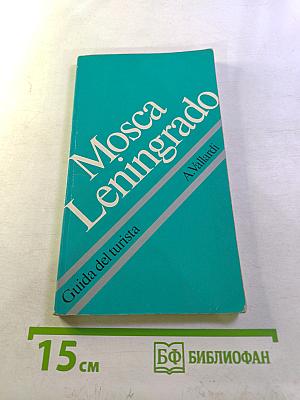 Mosca
Leningrado
A.Vallardi
Guida del turista
15 см
БФ БИБЛИОФАН